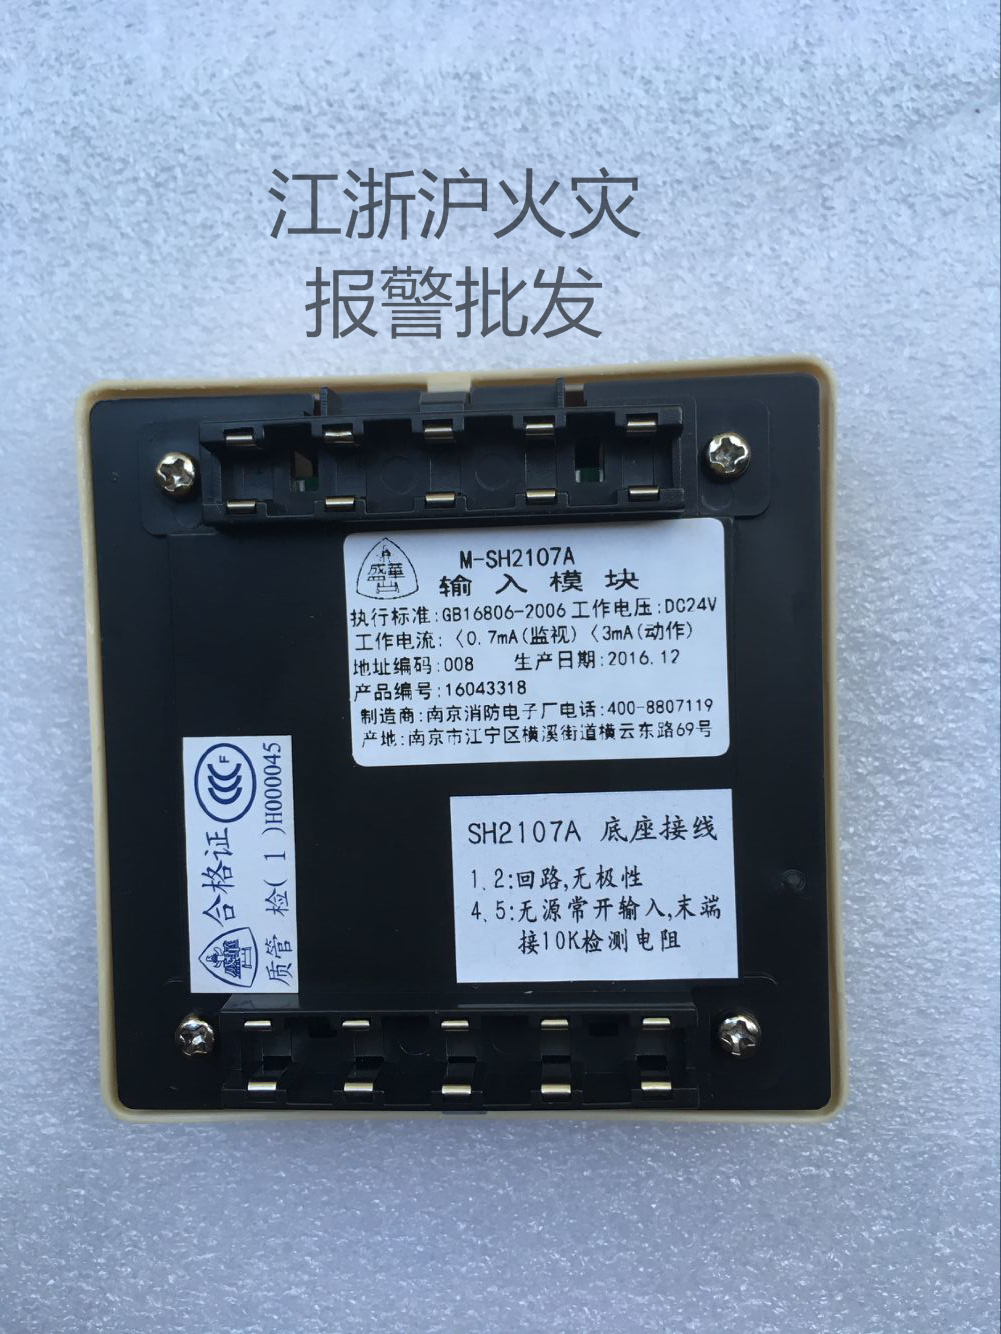 江浙沪火灾
报警批发
盛華
M-SH2107A
输入模块
执行标准:GB16806-2006 工作电压:DC24V
工作电流:〈0.7mA(监视)〈3mA(动作)
地址编码:008 生产日期:2016.12
产品编号:16043318
制造商:南京消防电子厂电话:400-8807119
产地:南京市江宁区横溪街道横云东路69号
CCC F
合格证
质管 检( 1 )H000045
SH2107A 底座接线
1.2:回路,无极性
4.5:无源常开输入,末端
接10K检测电阻